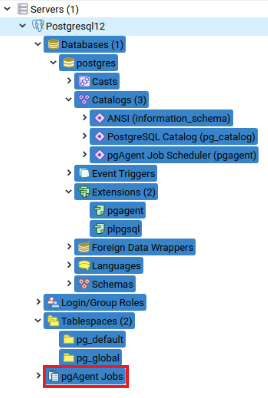 Servers (1)
Postgresql12
Databases (1)
postgres
Casts
Catalogs (3)
ANSI (information_schema)
PostgreSQL Catalog (pg_catalog)
pgAgent Job Scheduler (pgagent)
Event Triggers
Extensions (2)
pgagent
plpgsql
Foreign Data Wrappers
Languages
Schemas
Login/Group Roles
Tablespaces (2)
pg_default
pg_global
pgAgent Jobs